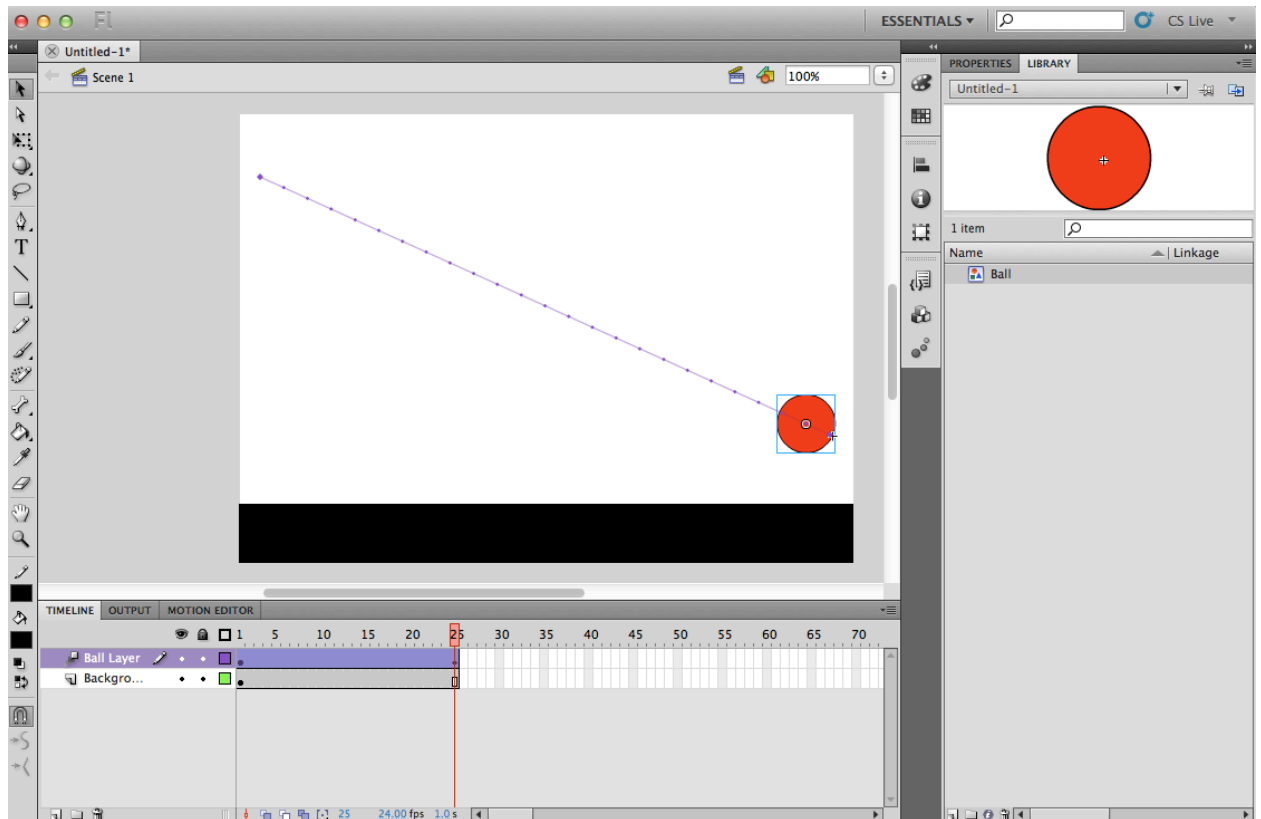 Fl ESSENTIALS CS Live
Untitled-1*
Scene 1 100%
PROPERTIES LIBRARY
Untitled-1
1 item
Name Linkage
Ball
T
TIMELINE OUTPUT MOTION EDITOR
1 5 10 15 20 25 30 35 40 45 50 55 60 65 70
Ball Layer
Backgro...
25 24.00 fps 1.0 s